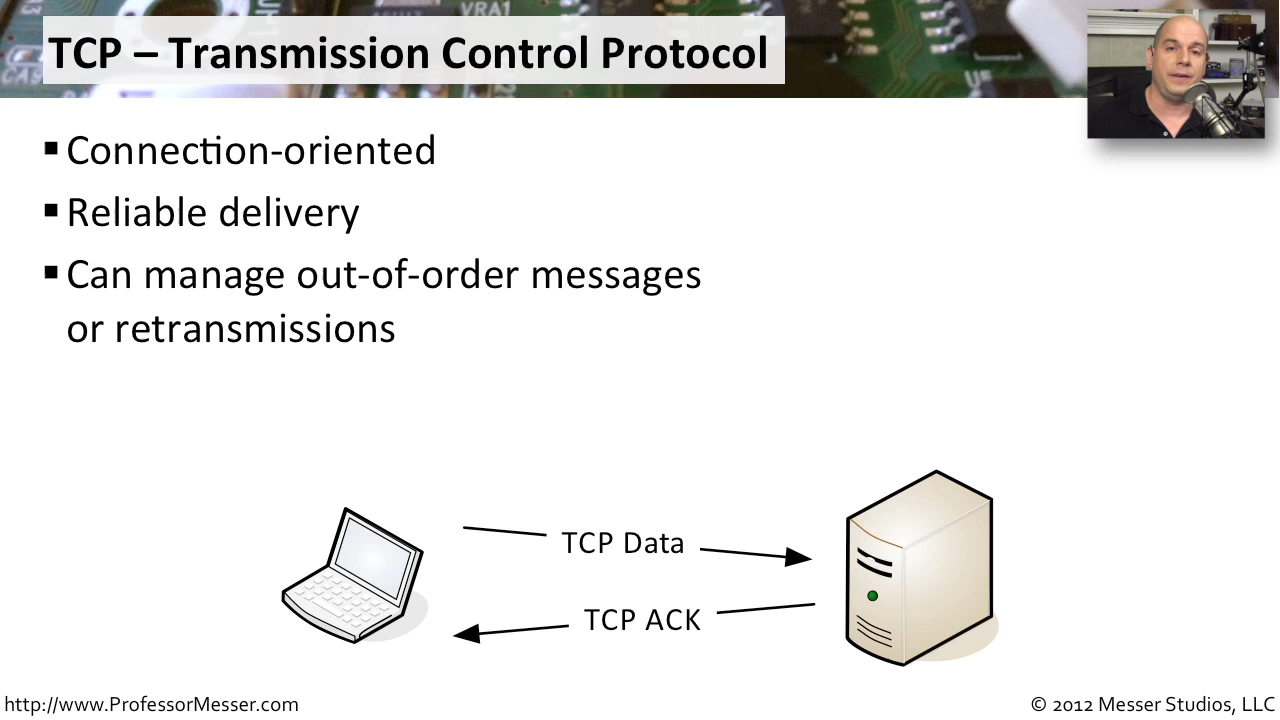 TCP – Transmission Control Protocol
VRA1
▪ Connection-oriented
▪ Reliable delivery
▪ Can manage out-of-order messages
or retransmissions
TCP Data
TCP ACK
http://www.ProfessorMesser.com
© 2012 Messer Studios, LLC